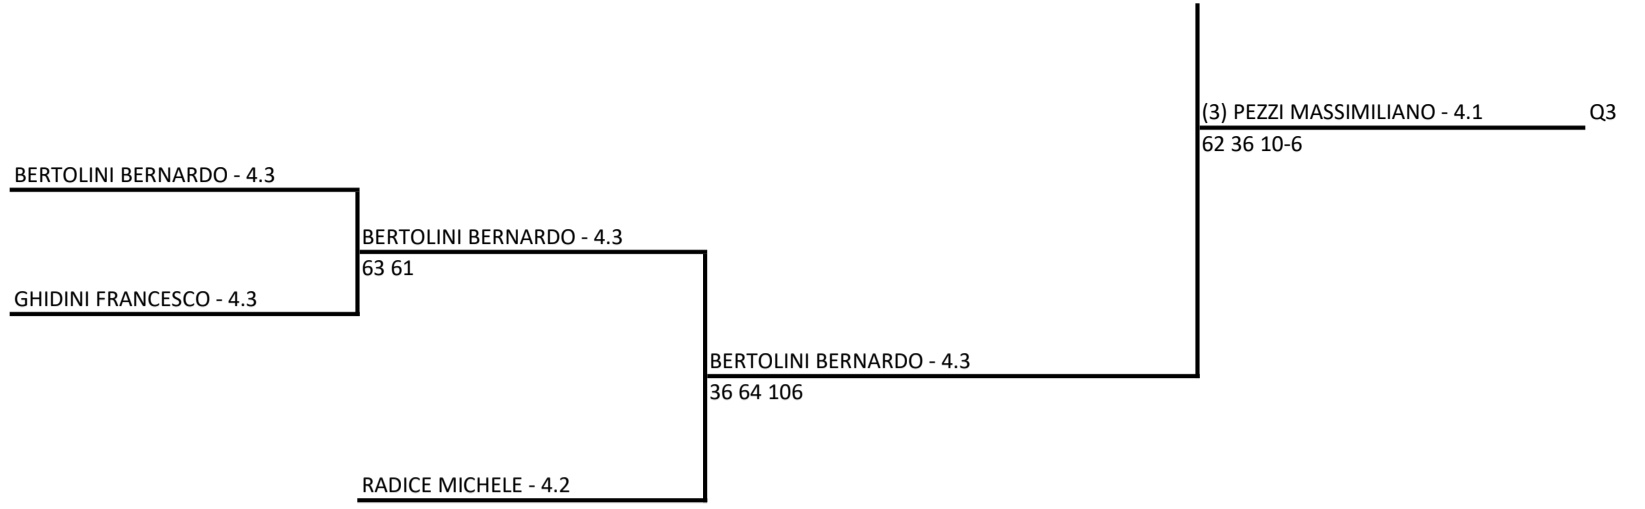 (3) PEZZI MASSIMILIANO - 4.1 Q3
62 36 10-6
BERTOLINI BERNARDO - 4.3
BERTOLINI BERNARDO - 4.3
63 61
GHIDINI FRANCESCO - 4.3
BERTOLINI BERNARDO - 4.3
36 64 106
RADICE MICHELE - 4.2